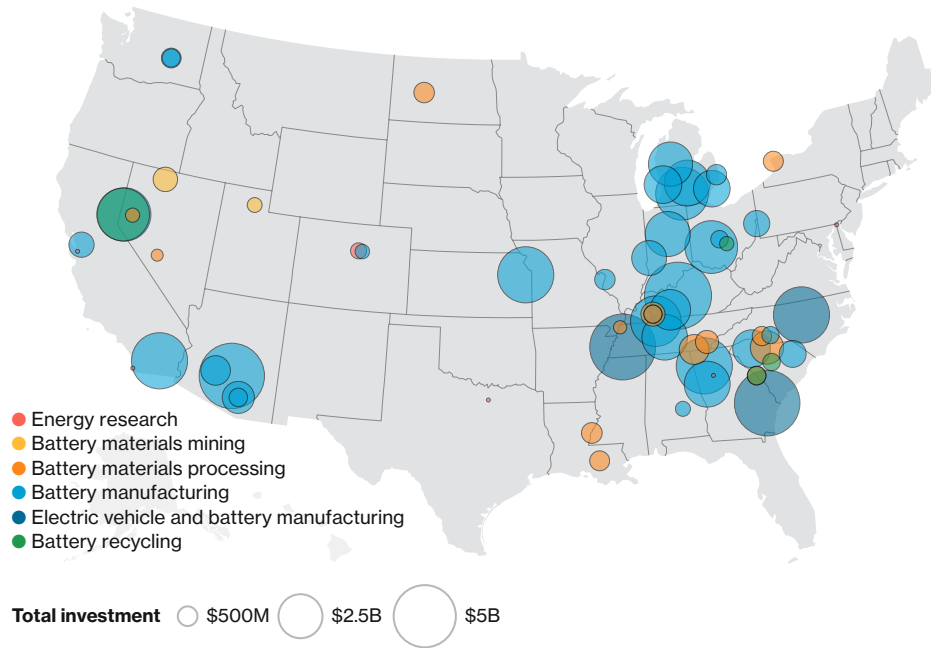 Energy research
Battery materials mining
Battery materials processing
Battery manufacturing
Electric vehicle and battery manufacturing
Battery recycling
Total investment $500M $2.5B $5B